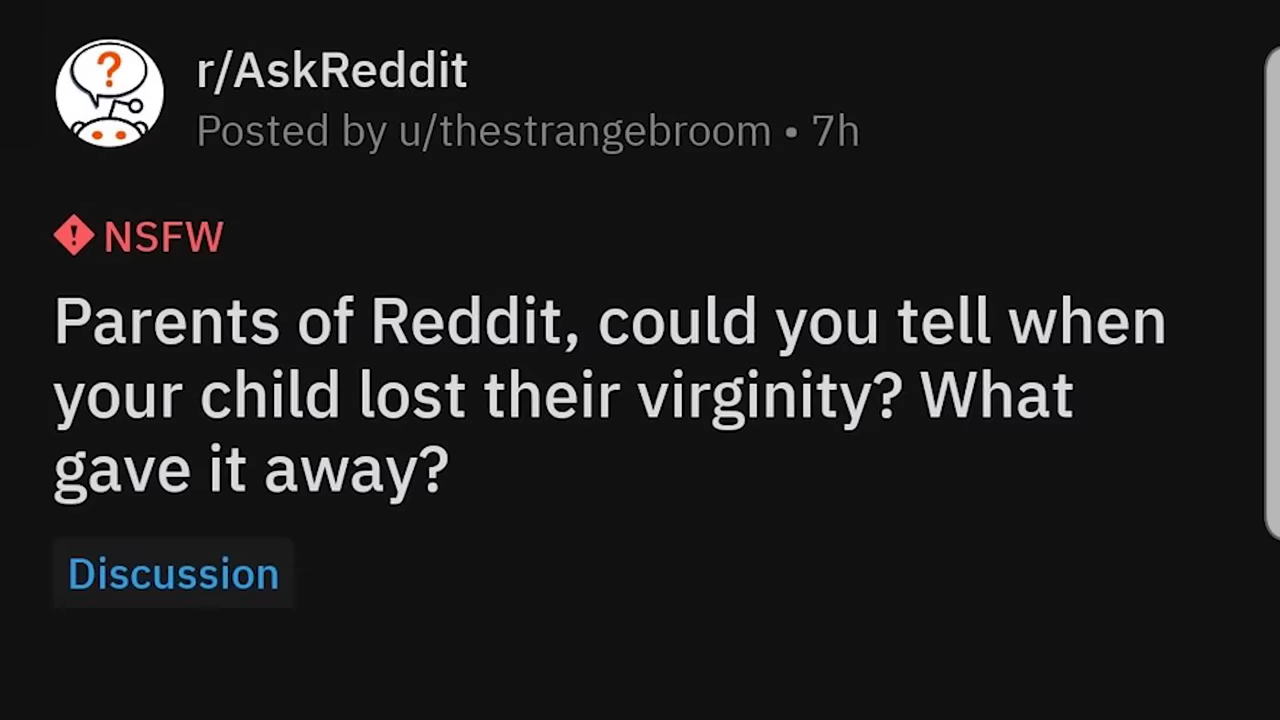 r/AskReddit
Posted by u/thestrangebroom • 7h
NSFW
Parents of Reddit, could you tell when
your child lost their virginity? What
gave it away?
Discussion